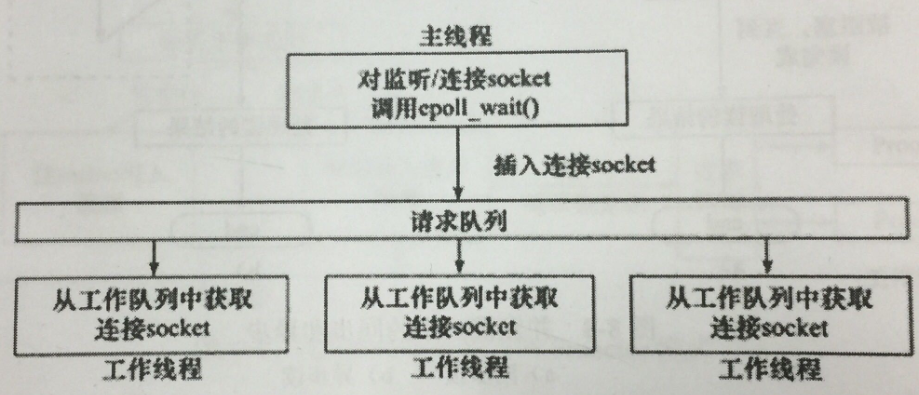 主线程
对监听/连接socket
调用epoll_wait()
插入连接socket
请求队列
从工作队列中获取
连接socket
从工作队列中获取
连接socket
从工作队列中获取
连接socket
工作线程
工作线程
工作线程